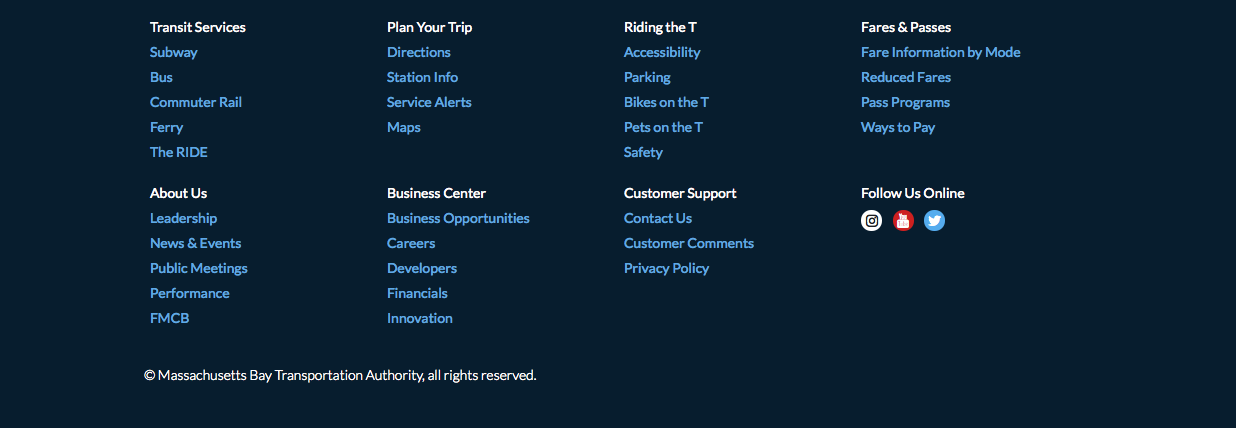 Transit Services
Subway
Bus
Commuter Rail
Ferry
The RIDE
Plan Your Trip
Directions
Station Info
Service Alerts
Maps
Riding the T
Accessibility
Parking
Bikes on the T
Pets on the T
Safety
Fares & Passes
Fare Information by Mode
Reduced Fares
Pass Programs
Ways to Pay
About Us
Leadership
News & Events
Public Meetings
Performance
FMCB
Business Center
Business Opportunities
Careers
Developers
Financials
Innovation
Customer Support
Contact Us
Customer Comments
Privacy Policy
Follow Us Online
© Massachusetts Bay Transportation Authority, all rights reserved.